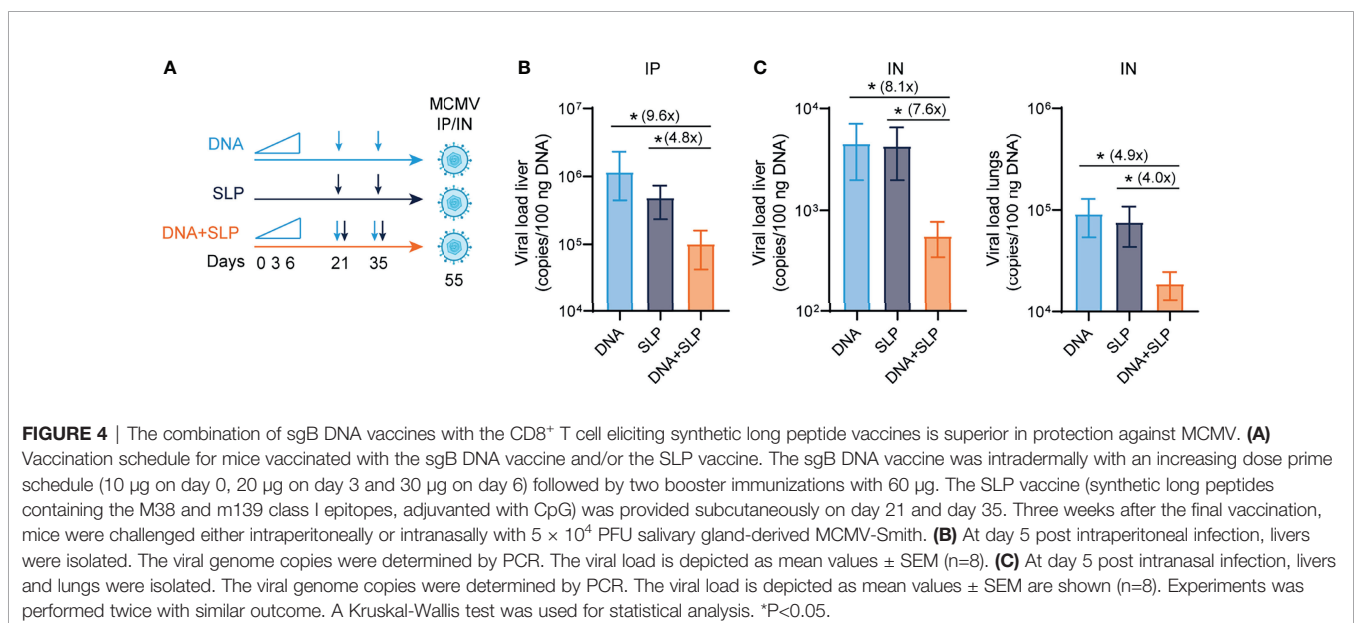 A
MCMV
IP/IN
DNA
SLP
DNA+SLP
Days 0 3 6 21 35
55
B
IP
Viral load liver
(copies/100 ng DNA)
10⁷
10⁶
10⁵
10⁴
* (9.6x)
* (4.8x)
DNA
SLP
DNA+SLP
C
IN
Viral load liver
(copies/100 ng DNA)
10⁴
10³
10²
* (8.1x)
* (7.6x)
DNA
SLP
DNA+SLP
IN
Viral load lungs
(copies/100 ng DNA)
10⁶
10⁵
10⁴
* (4.9x)
* (4.0x)
DNA
SLP
DNA+SLP
FIGURE 4 | The combination of sgB DNA vaccines with the CD8⁺ T cell eliciting synthetic long peptide vaccines is superior in protection against MCMV. (A)
Vaccination schedule for mice vaccinated with the sgB DNA vaccine and/or the SLP vaccine. The sgB DNA vaccine was intradermally with an increasing dose prime
schedule (10 µg on day 0, 20 µg on day 3 and 30 µg on day 6) followed by two booster immunizations with 60 µg. The SLP vaccine (synthetic long peptides
containing the M38 and m139 class I epitopes, adjuvanted with CpG) was provided subcutaneously on day 21 and day 35. Three weeks after the final vaccination,
mice were challenged either intraperitoneally or intranasally with 5 × 10⁴ PFU salivary gland-derived MCMV-Smith. (B) At day 5 post intraperitoneal infection, livers
were isolated. The viral genome copies were determined by PCR. The viral load is depicted as mean values ± SEM (n=8). (C) At day 5 post intranasal infection, livers
and lungs were isolated. The viral genome copies were determined by PCR. The viral load is depicted as mean values ± SEM are shown (n=8). Experiments was
performed twice with similar outcome. A Kruskal-Wallis test was used for statistical analysis. *P<0.05.